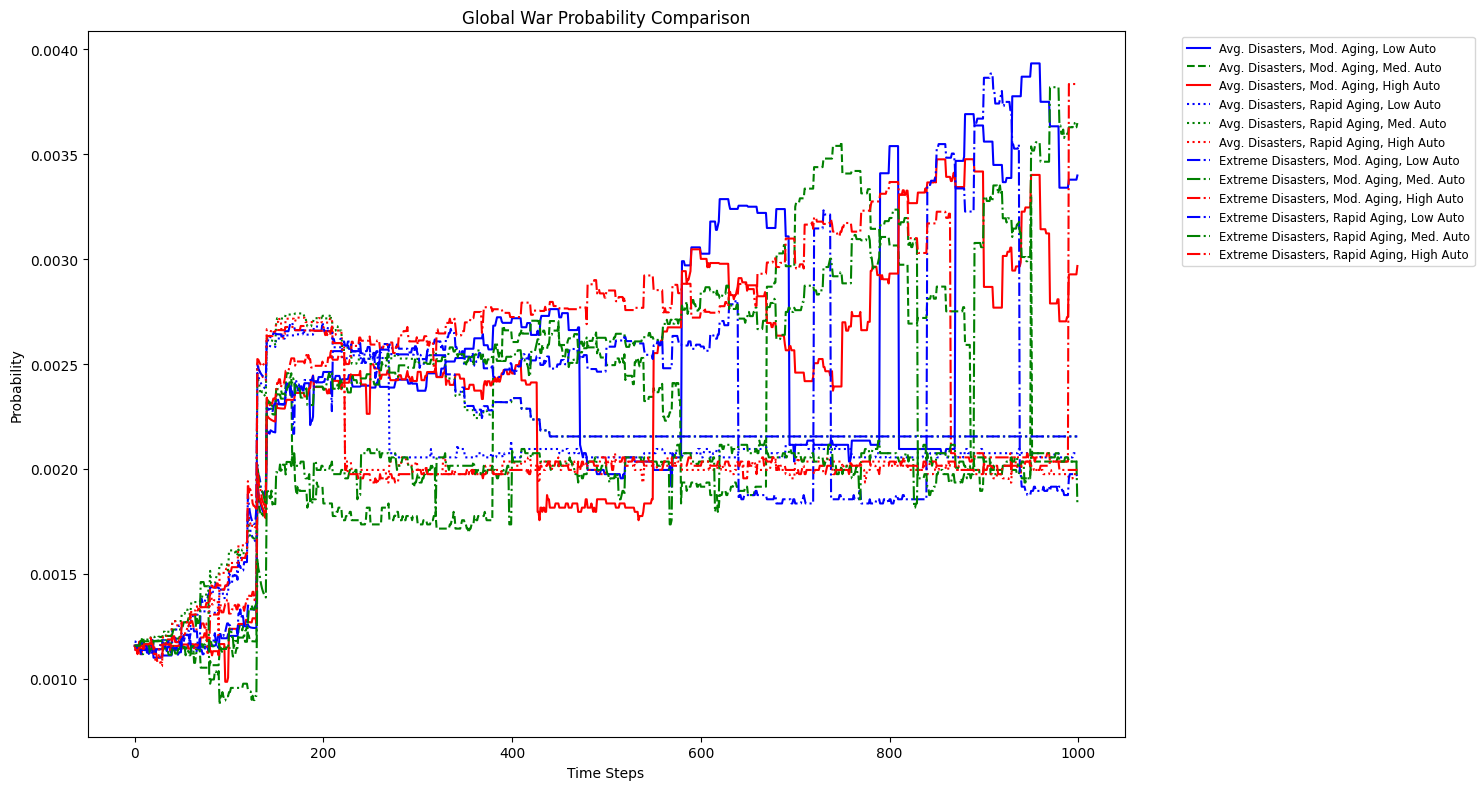 Global War Probability Comparison
Probability
0.0040
0.0035
0.0030
0.0025
0.0020
0.0015
0.0010
0
200
400
600
800
1000
Time Steps
Avg. Disasters, Mod. Aging, Low Auto
Avg. Disasters, Mod. Aging, Med. Auto
Avg. Disasters, Mod. Aging, High Auto
Avg. Disasters, Rapid Aging, Low Auto
Avg. Disasters, Rapid Aging, Med. Auto
Avg. Disasters, Rapid Aging, High Auto
Extreme Disasters, Mod. Aging, Low Auto
Extreme Disasters, Mod. Aging, Med. Auto
Extreme Disasters, Mod. Aging, High Auto
Extreme Disasters, Rapid Aging, Low Auto
Extreme Disasters, Rapid Aging, Med. Auto
Extreme Disasters, Rapid Aging, High Auto